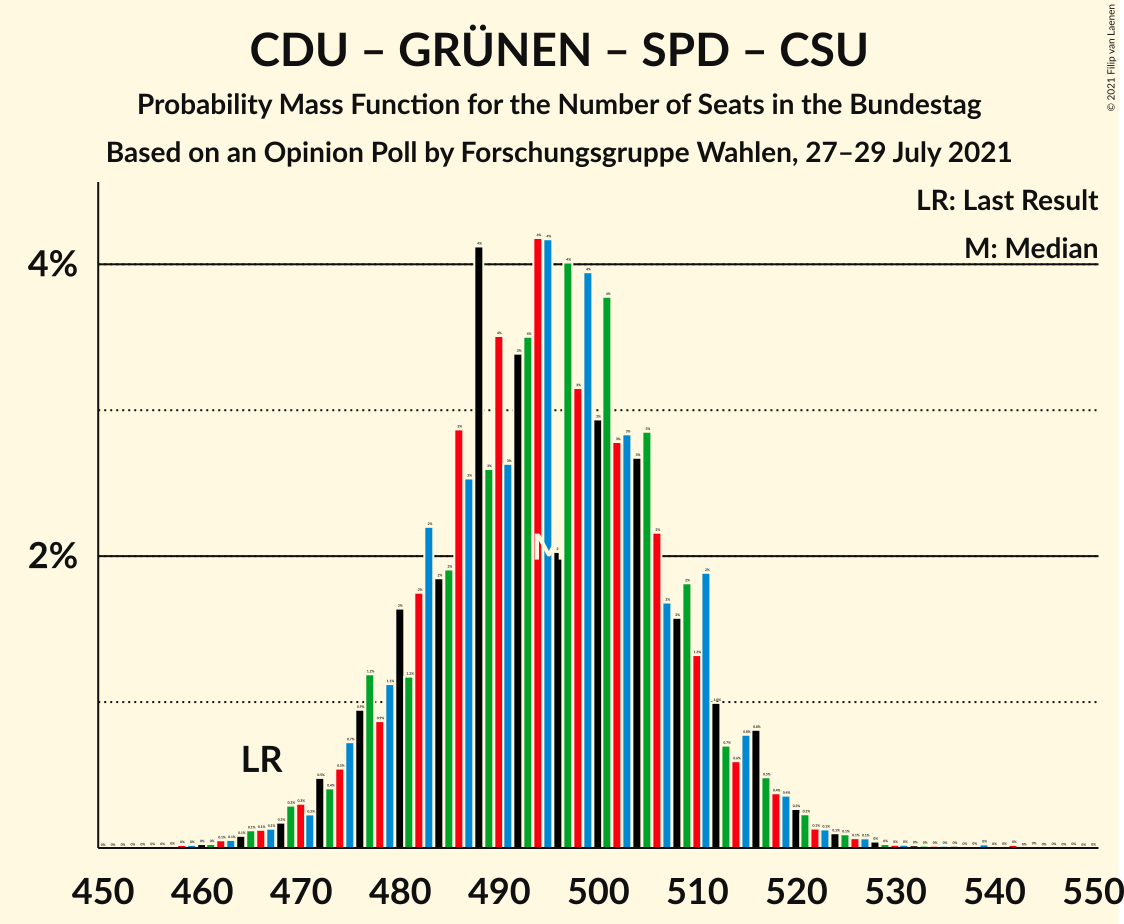 CDU – GRÜNEN – SPD – CSU
Probability Mass Function for the Number of Seats in the Bundestag
Based on an Opinion Poll by Forschungsgruppe Wahlen, 27–29 July 2021
© 2021 Filip van Laenen
LR: Last Result
M: Median
4%
2%
LR
M
450 460 470 480 490 500 510 520 530 540 550